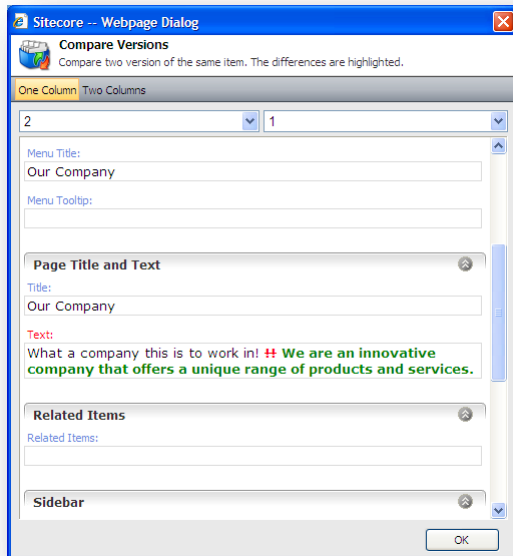 Sitecore -- Webpage Dialog
Compare Versions
Compare two version of the same item. The differences are highlighted.
One Column Two Columns
2 1
Menu Title:
Our Company
Menu Tooltip:
Page Title and Text
Title:
Our Company
Text:
What a company this is to work in! !! We are an innovative
company that offers a unique range of products and services.
Related Items
Related Items:
Sidebar
OK